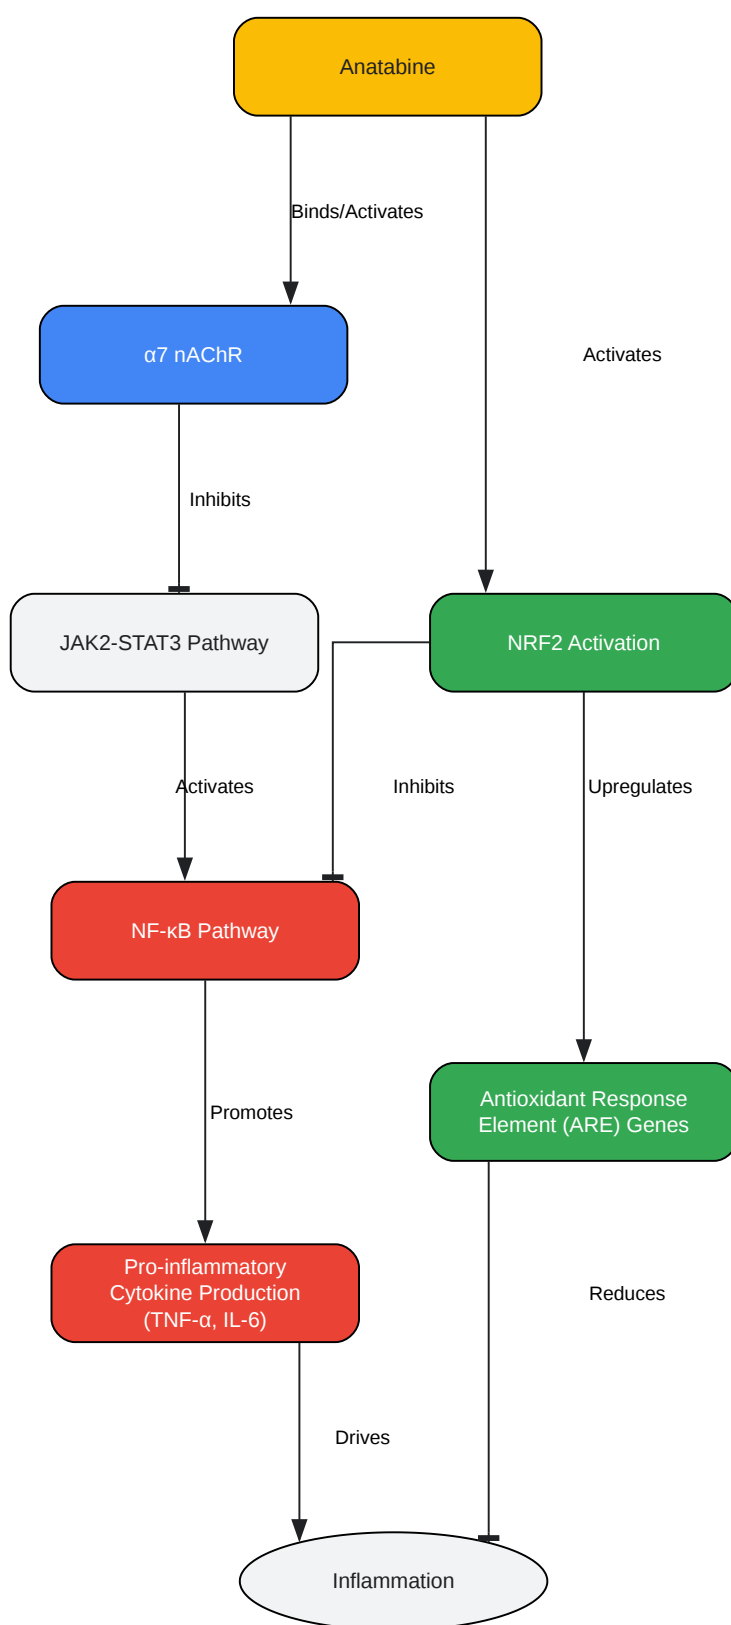 Anatabine
Binds/Activates
α7 nAChR
Activates
Inhibits
JAK2-STAT3 Pathway
NRF2 Activation
Activates
Inhibits
Upregulates
NF-κB Pathway
Antioxidant Response
Element (ARE) Genes
Promotes
Pro-inflammatory
Cytokine Production
(TNF-α, IL-6)
Reduces
Drives
Inflammation